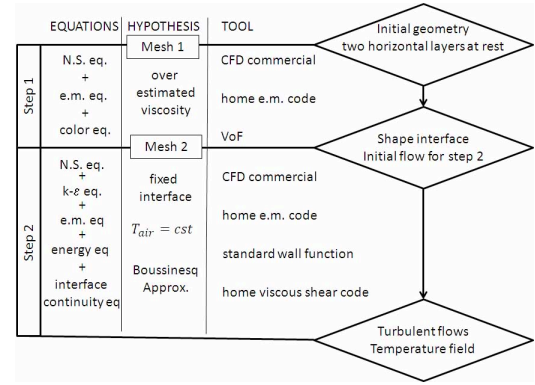 EQUATIONS HYPOTHESIS TOOL
Initial geometry
two horizontal layers at rest
Step 1
Mesh 1
N.S. eq.
+
e.m. eq.
+
color eq.
over
estimated
viscosity
CFD commercial
home e.m. code
VoF
Mesh 2
Shape interface
Initial flow for step 2
Step 2
N.S. eq.
+
k-ε eq.
+
e.m. eq
+
energy eq
+
interface
continuity eq
fixed
interface
T_air = cst
Boussinesq
Approx.
CFD commercial
home e.m. code
standard wall function
home viscous shear code
Turbulent flows
Temperature field